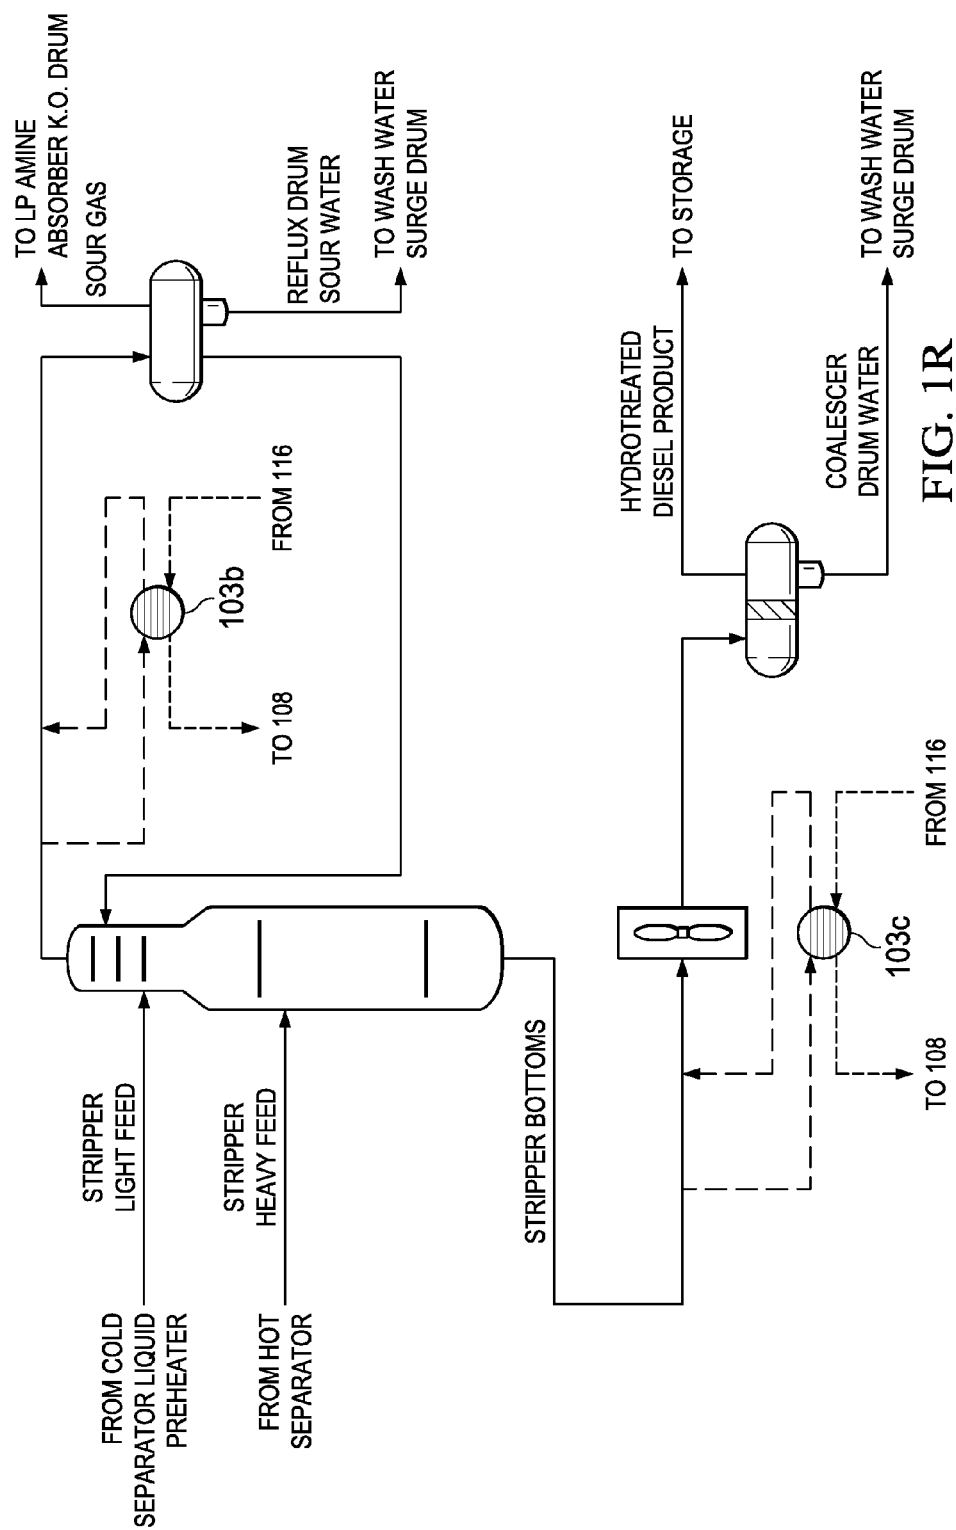 FROM COLD
SEPARATOR LIQUID
PREHEATER
STRIPPER
LIGHT FEED
FROM HOT
SEPARATOR
STRIPPER
HEAVY FEED
TO 108
103b
FROM 116
TO LP AMINE
ABSORBER K.O. DRUM
SOUR GAS
REFLUX DRUM
SOUR WATER
TO WASH WATER
SURGE DRUM
STRIPPER BOTTOMS
TO 108
103c
FROM 116
HYDROTREATED
DIESEL PRODUCT
TO STORAGE
COALESCER
DRUM WATER
TO WASH WATER
SURGE DRUM
FIG. 1R